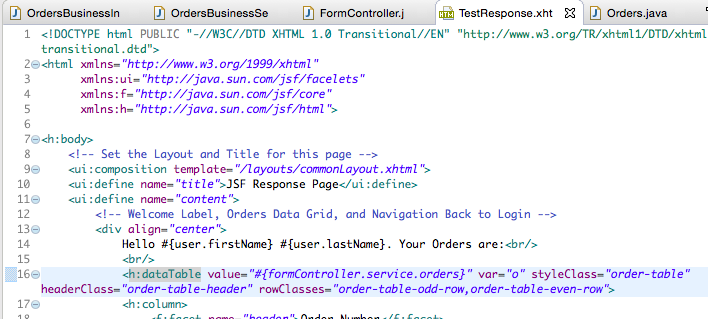 OrdersBusinessIn OrdersBusinessSe FormController.j TestResponse.xht Orders.java
1 <!DOCTYPE html PUBLIC "-//W3C//DTD XHTML 1.0 Transitional//EN" "http://www.w3.org/TR/xhtml1/DTD/xhtml
transitional.dtd">
2 <html xmlns="http://www.w3.org/1999/xhtml"
3 xmlns:ui="http://java.sun.com/jsf/facelets"
4 xmlns:f="http://java.sun.com/jsf/core"
5 xmlns:h="http://java.sun.com/jsf/html">
6
7 <h:body>
8 <!-- Set the Layout and Title for this page -->
9 <ui:composition template="/layouts/commonLayout.xhtml">
10 <ui:define name="title">JSF Response Page</ui:define>
11 <ui:define name="content">
12 <!-- Welcome Label, Orders Data Grid, and Navigation Back to Login -->
13 <div align="center">
14 Hello #{user.firstName} #{user.lastName}. Your Orders are:<br/>
15 <br/>
16 <h:dataTable value="#{formController.service.orders}" var="o" styleClass="order-table"
headerClass="order-table-header" rowClasses="order-table-odd-row,order-table-even-row">
17 <h:column>
18 <f:facet name="header">Order Number</f:facet>